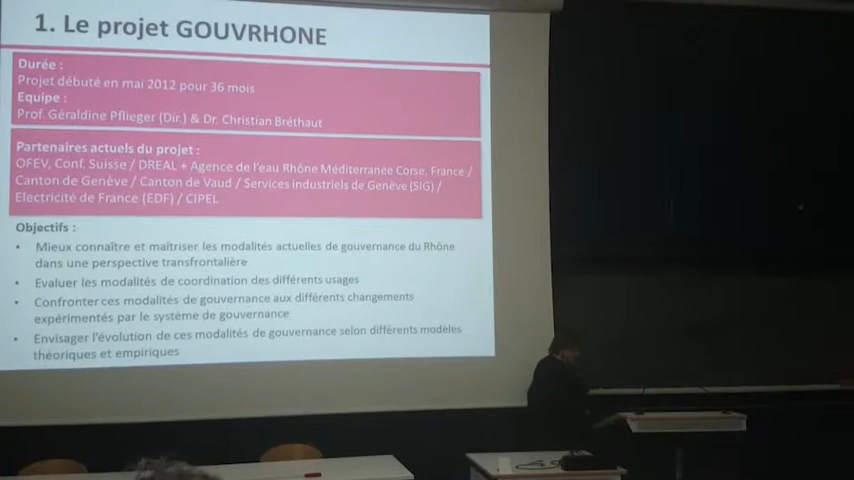 1. Le projet GOUVRHONE
Durée :
Projet débuté en mai 2012 pour 36 mois
Equipe :
Prof. Géraldine Pflieger (Dir.) & Dr. Christian Bréthaut
Partenaires actuels du projet :
OFEV, Conf. Suisse / DREAL + Agence de l'eau Rhône Méditerranée Corse, France /
Canton de Genève / Canton de Vaud / Services industriels de Genève (SIG) /
Electricité de France (EDF) / CIPEL
Objectifs :
• Mieux connaître et maîtriser les modalités actuelles de gouvernance du Rhône
dans une perspective transfrontalière
• Evaluer les modalités de coordination des différents usages
• Confronter ces modalités de gouvernance aux différents changements
expérimentés par le système de gouvernance
• Envisager l'évolution de ces modalités de gouvernance selon différents modèles
théoriques et empiriques